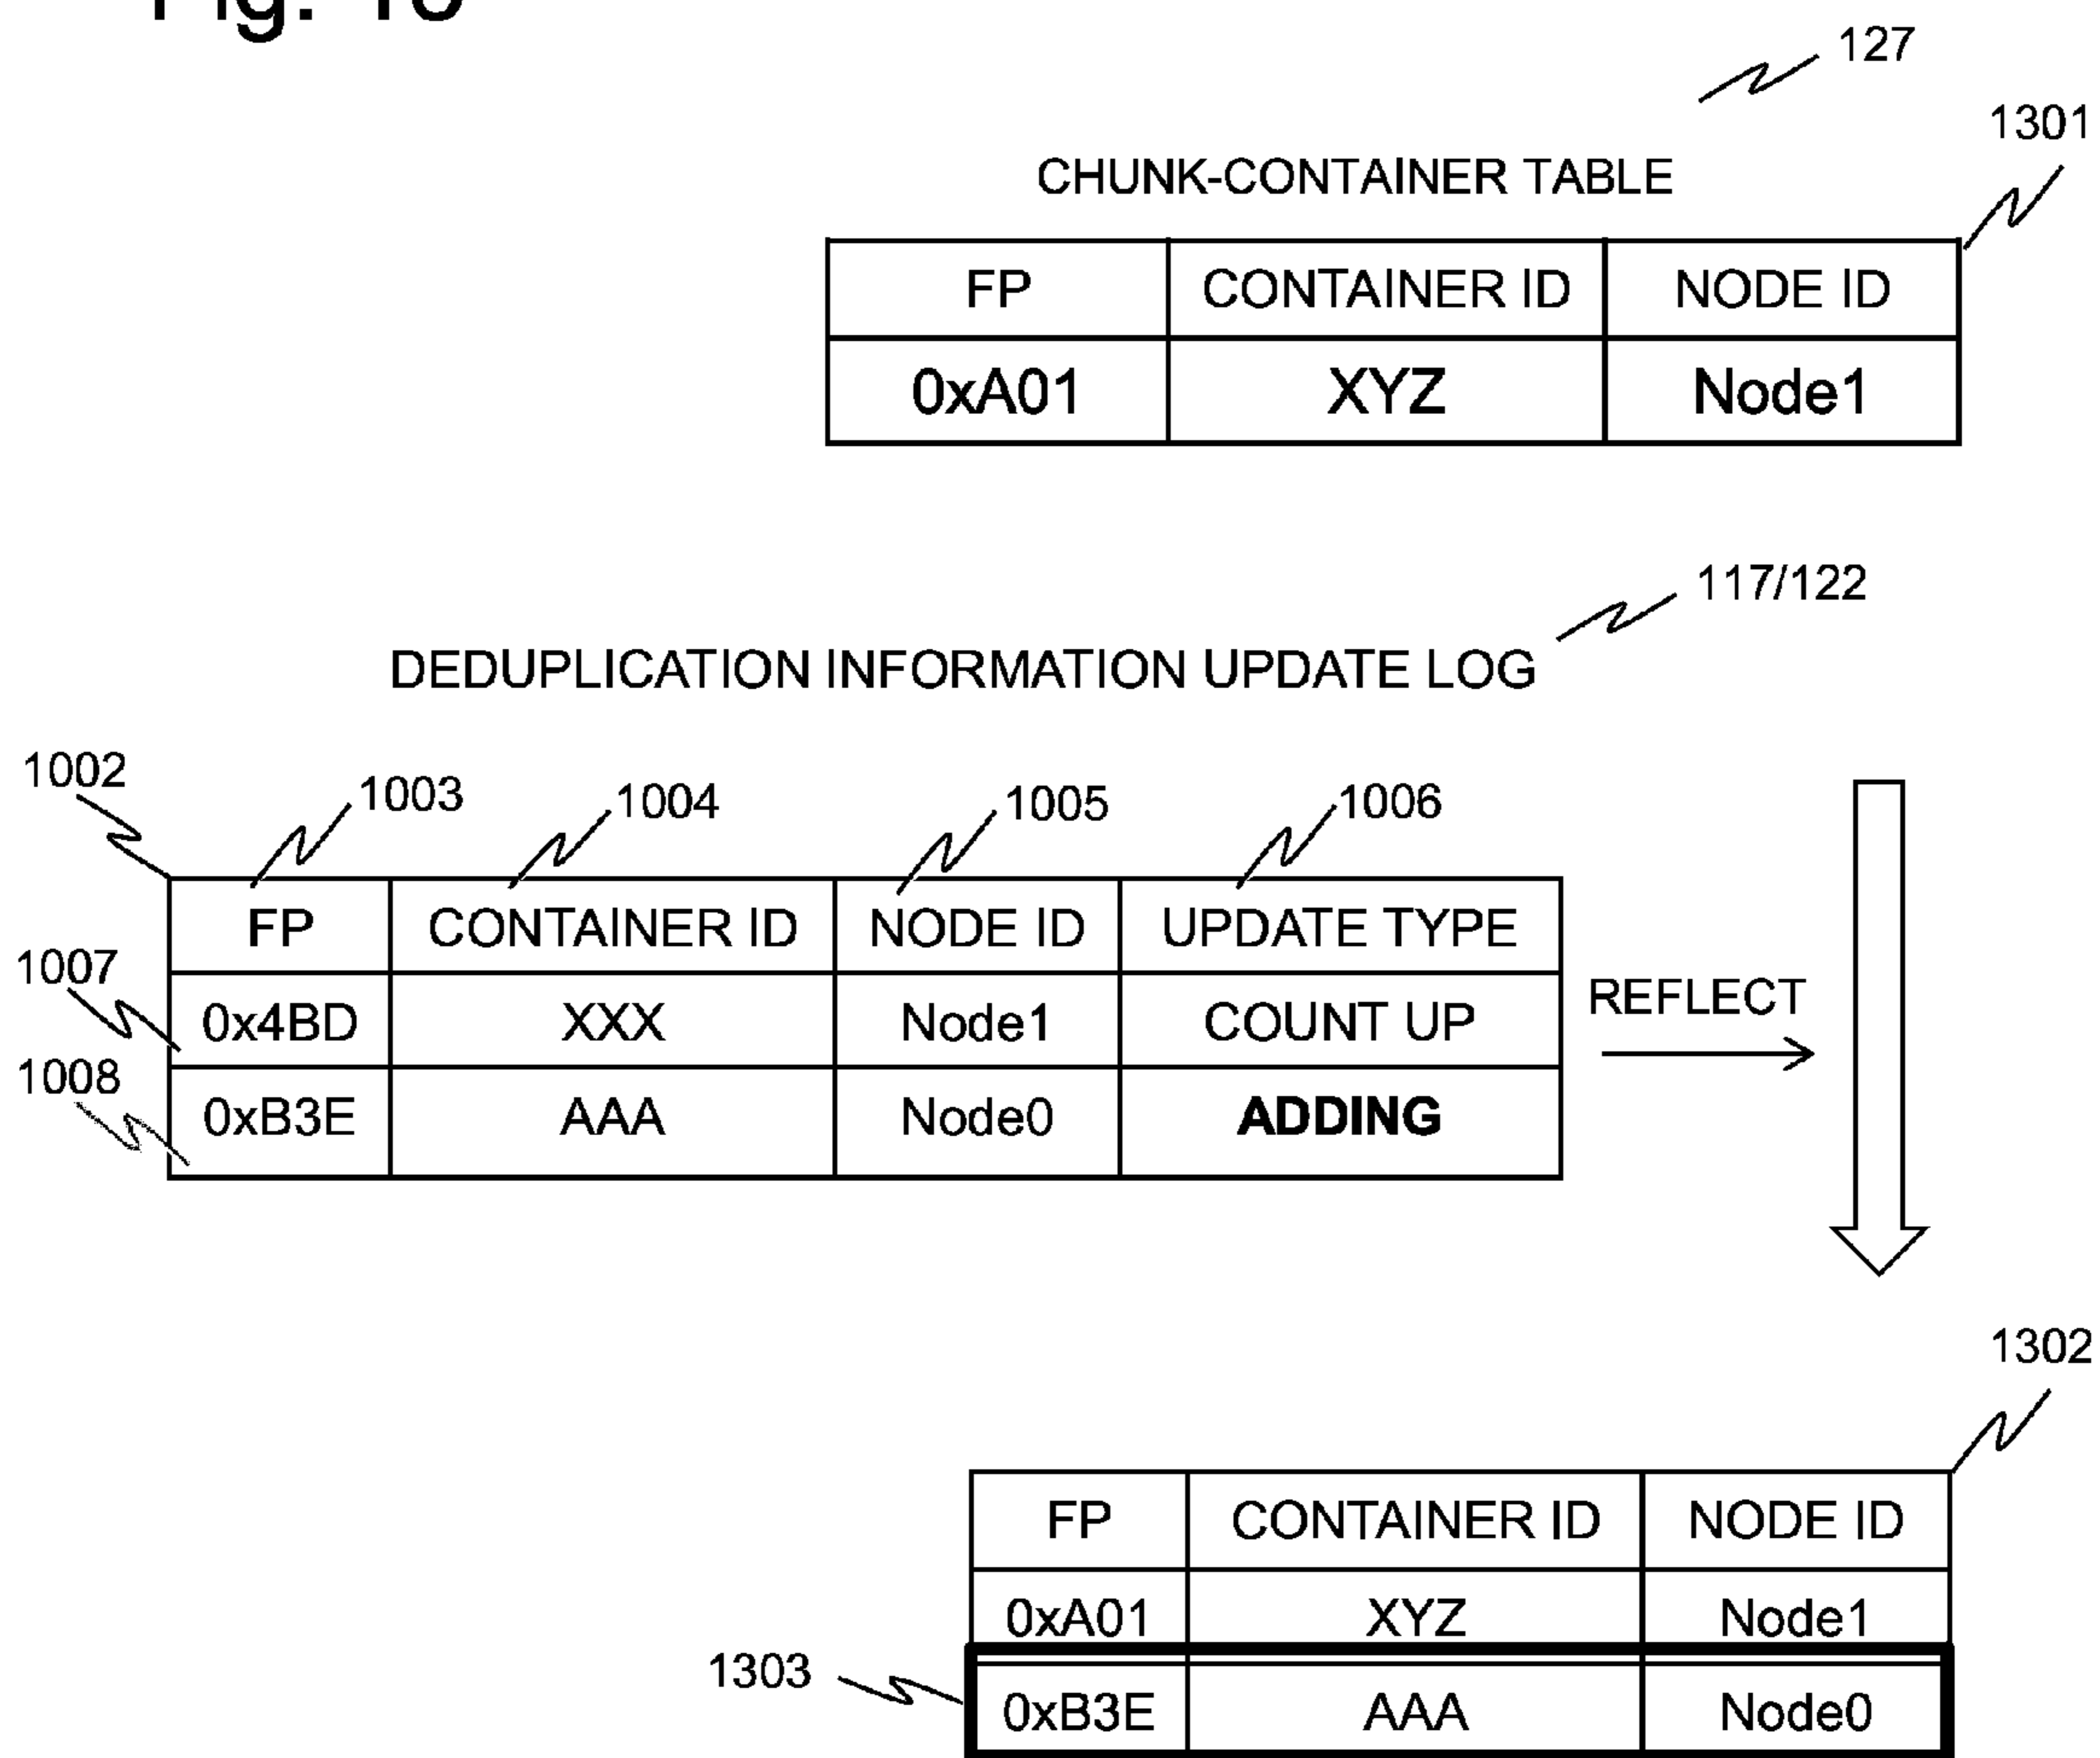 Fig. 13
127
1301
CHUNK-CONTAINER TABLE
FP CONTAINER ID NODE ID
0xA01 XYZ Node1
117/122
DEDUPLICATION INFORMATION UPDATE LOG
1002 1003 1004 1005 1006
FP CONTAINER ID NODE ID UPDATE TYPE
1007
0x4BD XXX Node1 COUNT UP
REFLECT
1008
0xB3E AAA Node0 ADDING
1302
FP CONTAINER ID NODE ID
0xA01 XYZ Node1
1303
0xB3E AAA Node0